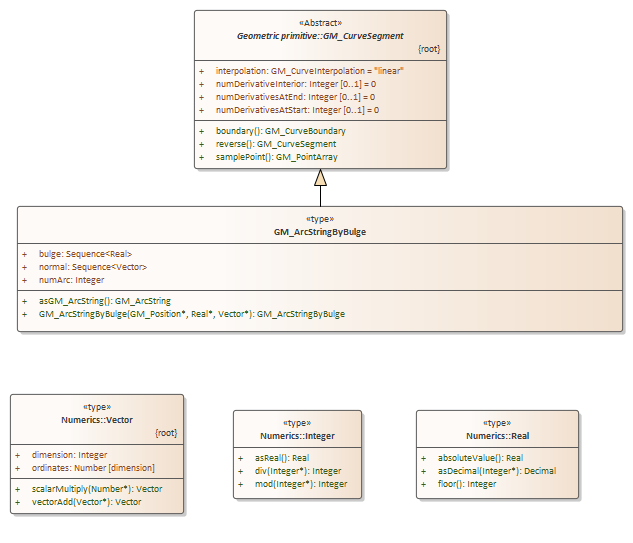 «Abstract»
Geometric primitive::GM_CurveSegment
{root}
+ interpolation: GM_CurveInterpolation = "linear"
+ numDerivativeInterior: Integer [0..1] = 0
+ numDerivativesAtEnd: Integer [0..1] = 0
+ numDerivativesAtStart: Integer [0..1] = 0
+ boundary(): GM_CurveBoundary
+ reverse(): GM_CurveSegment
+ samplePoint(): GM_PointArray
«type»
GM_ArcStringByBulge
+ bulge: Sequence<Real>
+ normal: Sequence<Vector>
+ numArc: Integer
+ asGM_ArcString(): GM_ArcString
+ GM_ArcStringByBulge(GM_Position*, Real*, Vector*): GM_ArcStringByBulge
«type»
Numerics::Vector
{root}
+ dimension: Integer
+ ordinates: Number [dimension]
+ scalarMultiply(Number*): Vector
+ vectorAdd(Vector*): Vector
«type»
Numerics::Integer
+ asReal(): Real
+ div(Integer*): Integer
+ mod(Integer*): Integer
«type»
Numerics::Real
+ absoluteValue(): Real
+ asDecimal(Integer*): Decimal
+ floor(): Integer